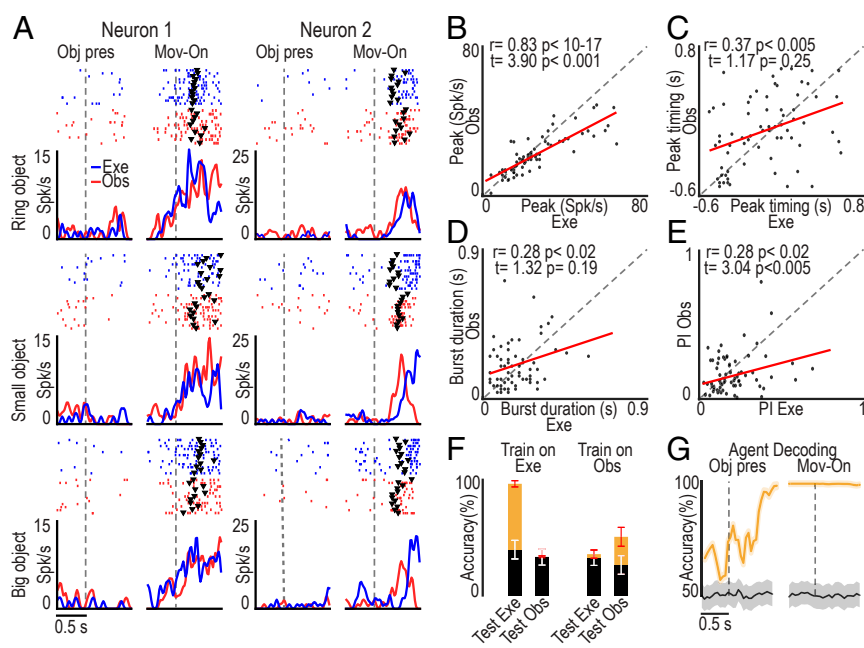 A
Neuron 1
Neuron 2
Obj pres
Mov-On
Obj pres
Mov-On
Ring object
Spk/s
15
0
Exe
Obs
25
0
Small object
Spk/s
15
0
25
0
Big object
Spk/s
15
0
25
0
0.5 s
B
r= 0.83 p< 10-17
t= 3.90 p< 0.001
80
0
Peak (Spk/s)
Obs
0
80
Peak (Spk/s)
Exe
C
r= 0.37 p< 0.005
t= 1.17 p= 0.25
0.8
-0.6
Peak timing (s)
Obs
-0.6
0.8
Peak timing (s)
Exe
D
r= 0.28 p< 0.02
t= 1.32 p= 0.19
0.9
0
Burst duration (s)
Obs
0.9
Burst duration (s)
Exe
E
r= 0.28 p< 0.02
t= 3.04 p<0.005
1
0
PI Obs
0
1
PI Exe
F
Train on
Exe
Train on
Obs
100
0
Accuracy(%)
Test Exe
Test Obs
Test Exe
Test Obs
G
Agent Decoding
Obj pres
Mov-On
100
50
Accuracy(%)
0.5 s